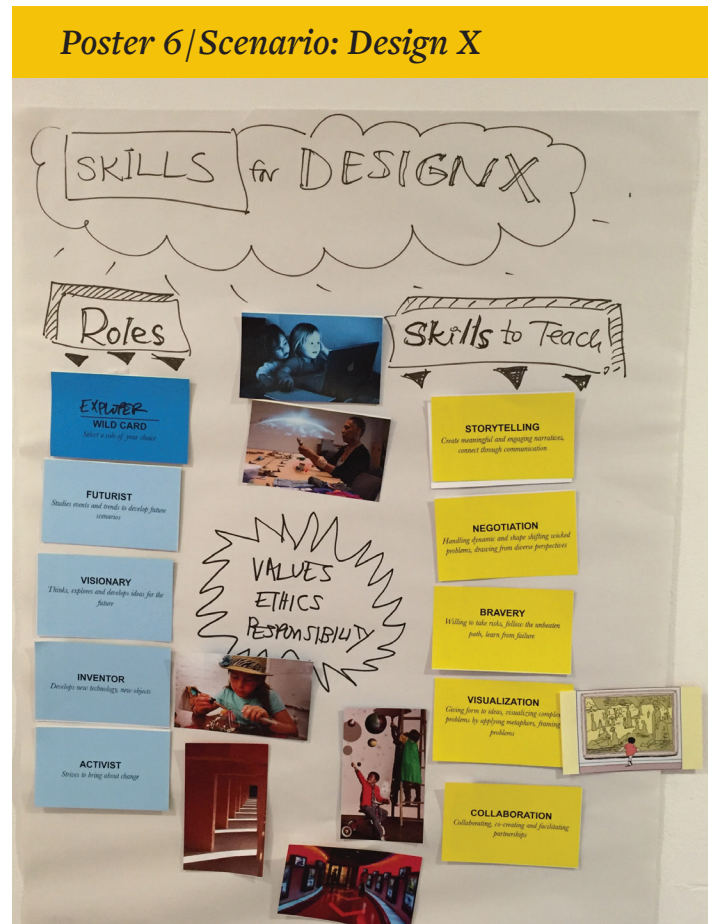 Poster 6/Scenario: Design X
SKILLS for DESIGN X
Roles
Skills to Teach
EXPLORER
WILD CARD
Select a role of your choice
FUTURIST
Studies events and trends to develop future
scenarios
VISIONARY
Thinks, explores and develops ideas for the
future
INVENTOR
Develops new technology, new objects
ACTIVIST
Strives to bring about change
VALUES
ETHICS
RESPONSIBILITY
STORYTELLING
Create meaningful and engaging narratives,
connect through communication
NEGOTIATION
Handling dynamic and shape shifting wicked
problems, drawing from diverse perspectives
BRAVERY
Willing to take risks, follow the unbeaten
path, learn from failure
VISUALIZATION
Giving form to ideas, visualizing complex
problems by applying metaphors, framing
problems
COLLABORATION
Collaborating, co-creating and facilitating
partnerships